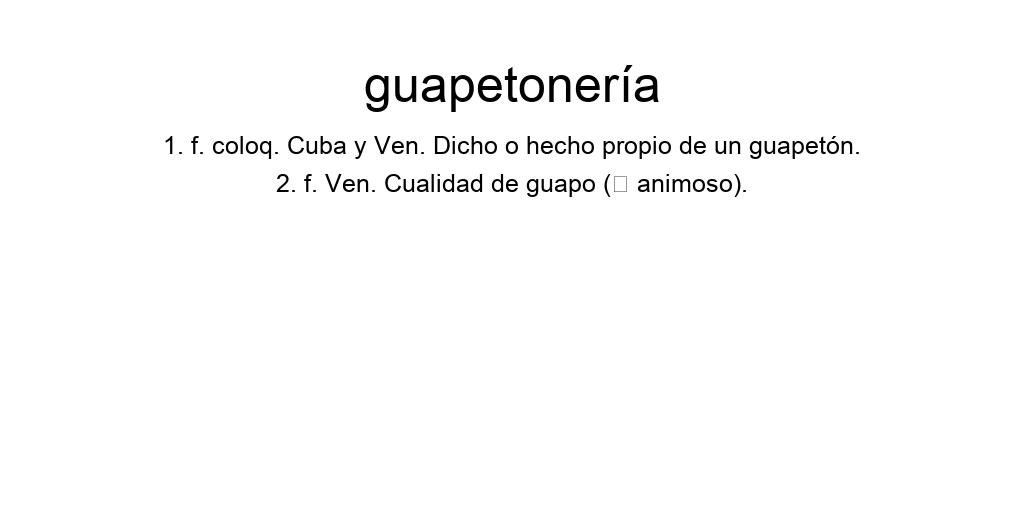 guapetonería
1. f. coloq. Cuba y Ven. Dicho o hecho propio de un guapetón.
2. f. Ven. Cualidad de guapo (□ animoso).